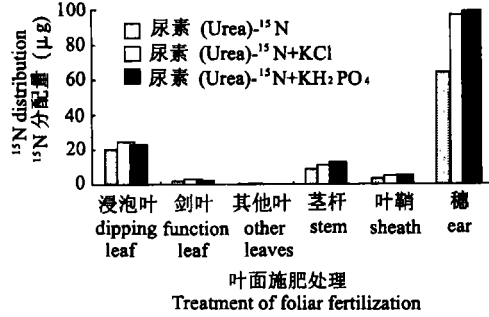 ¹⁵N distribution
¹⁵N 分配量 (μg)
100
80
60
40
20
0
尿素 (Urea)-¹⁵N
尿素 (Urea)-¹⁵N+KCl
尿素 (Urea)-¹⁵N+KH₂PO₄
浸泡叶 剑叶 其他叶 茎杆 叶鞘 穗
dipping function other stem sheath ear
leaf leaf leaves
叶面施肥处理
Treatment of foliar fertilization